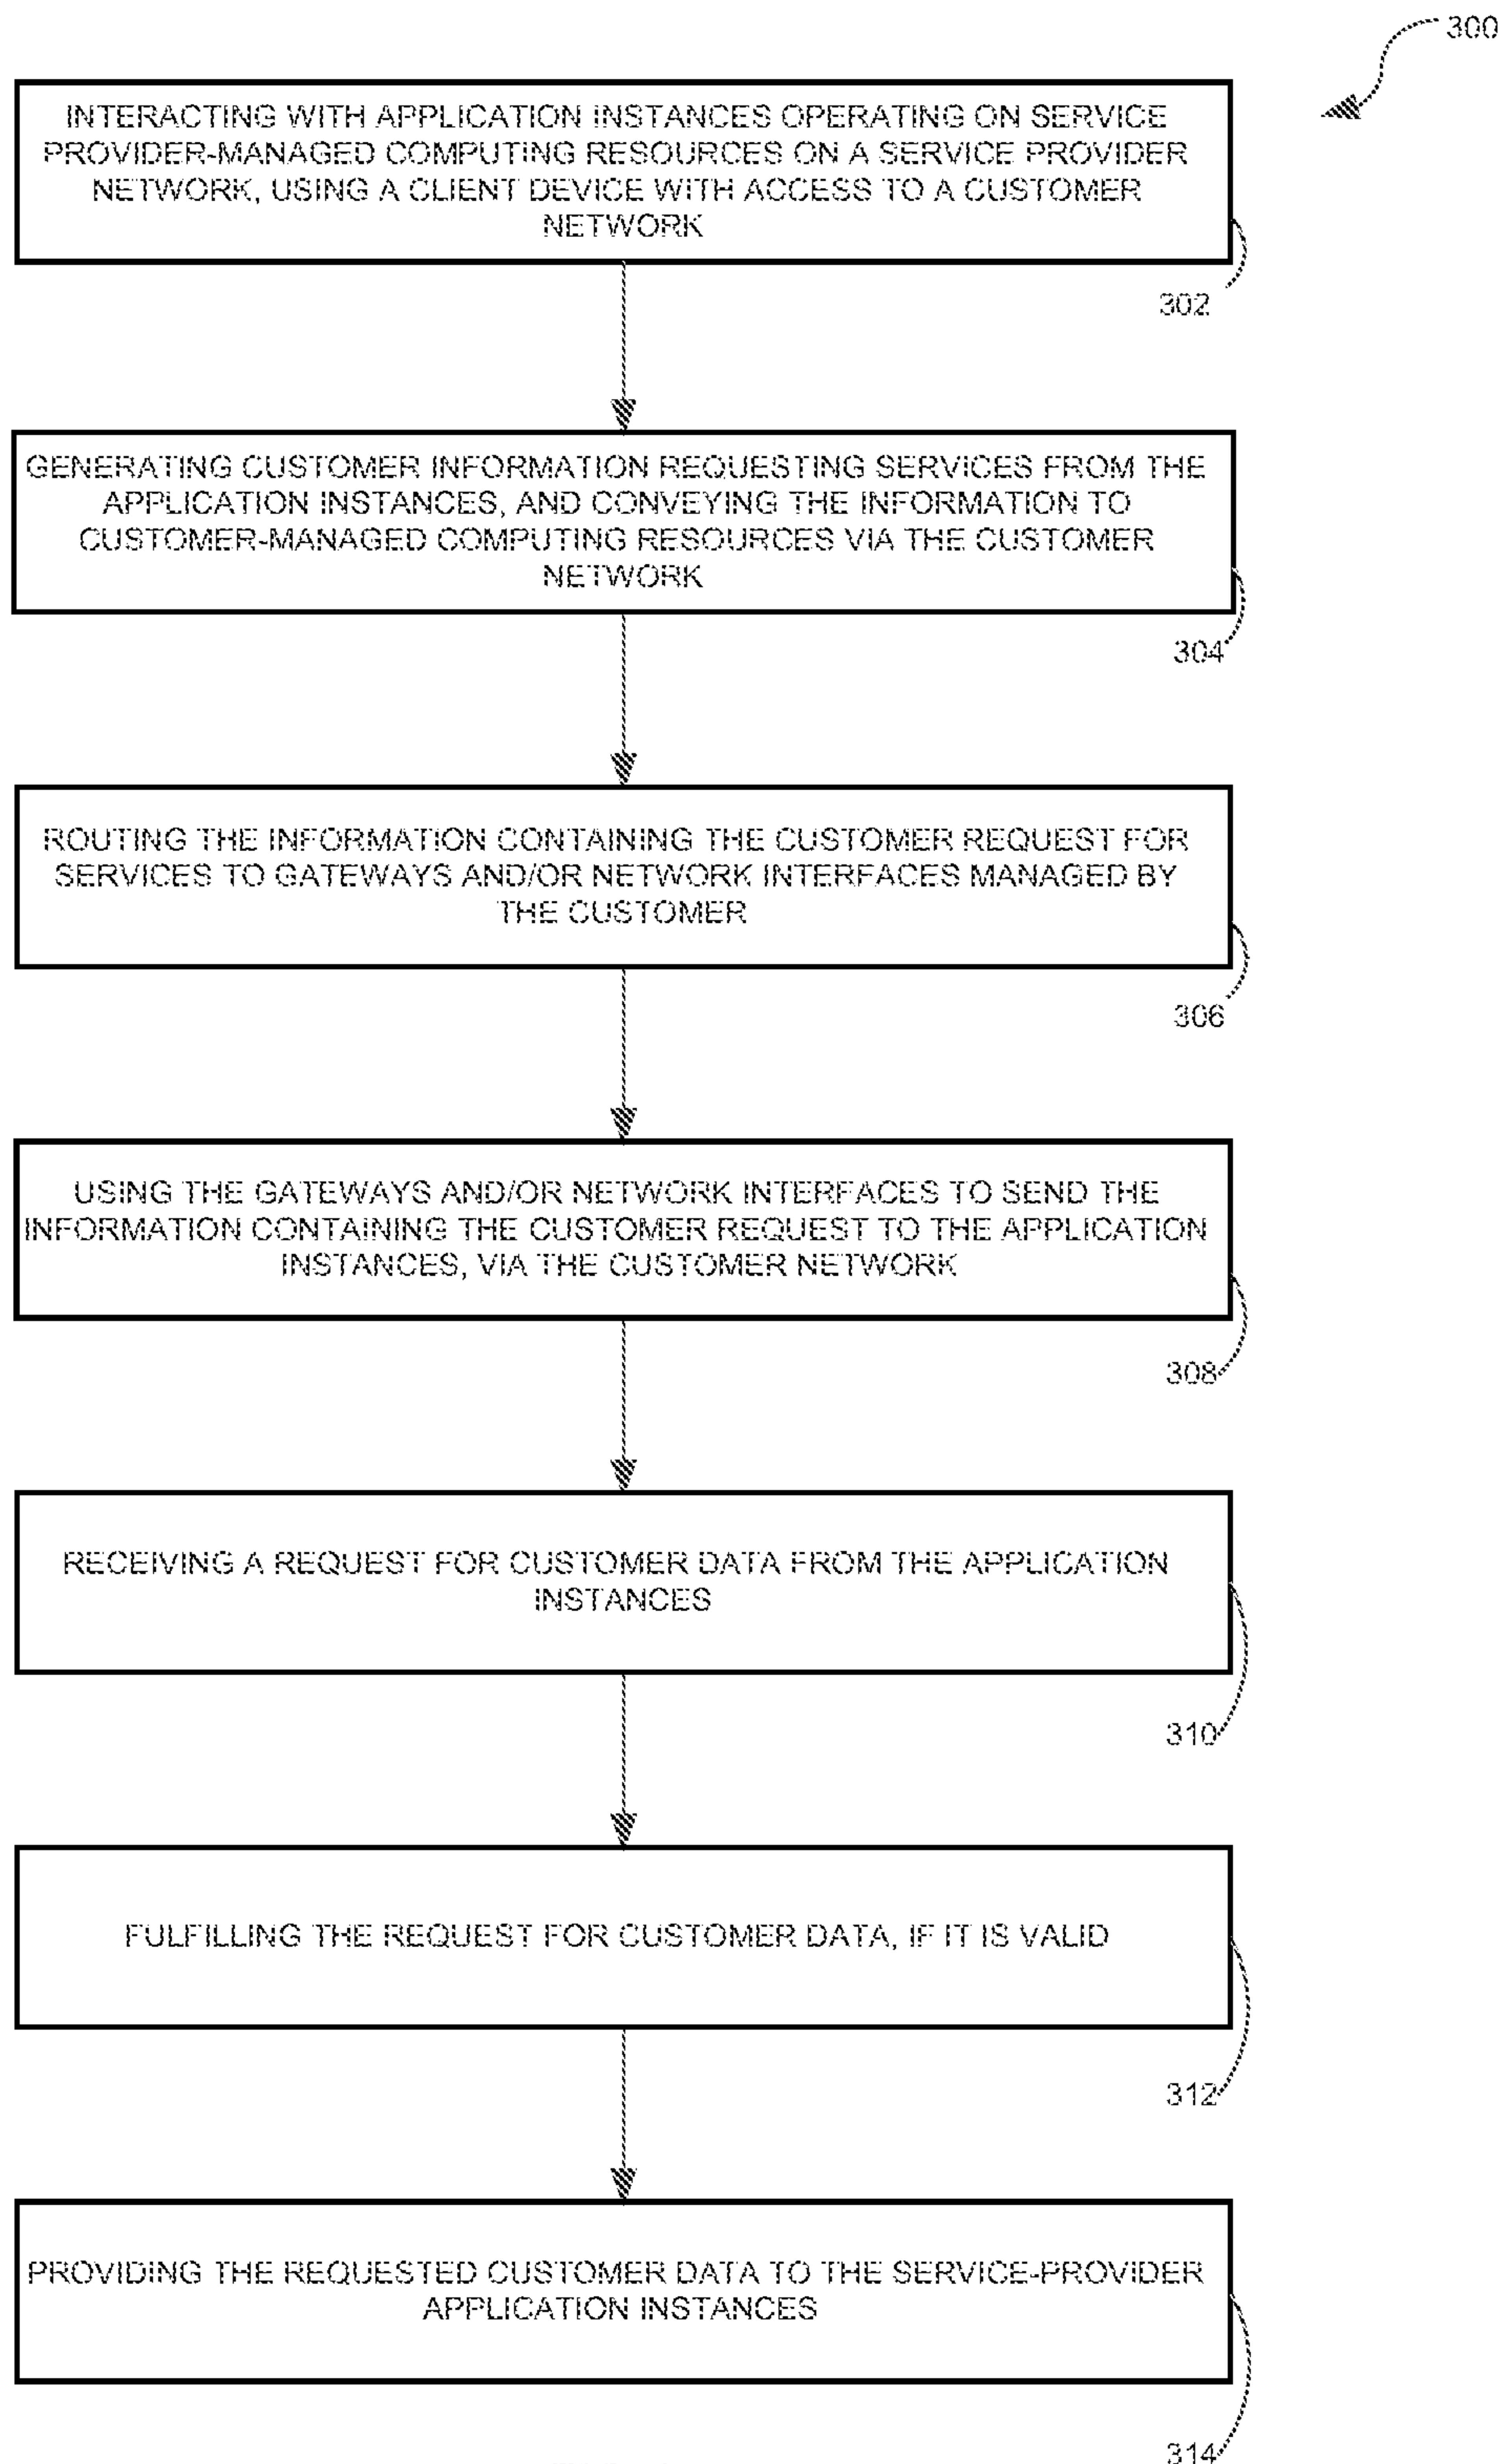 300
INTERACTING WITH APPLICATION INSTANCES OPERATING ON SERVICE
PROVIDER-MANAGED COMPUTING RESOURCES ON A SERVICE PROVIDER
NETWORK, USING A CLIENT DEVICE WITH ACCESS TO A CUSTOMER
NETWORK
302
GENERATING CUSTOMER INFORMATION REQUESTING SERVICES FROM THE
APPLICATION INSTANCES, AND CONVEYING THE INFORMATION TO
CUSTOMER-MANAGED COMPUTING RESOURCES VIA THE CUSTOMER
NETWORK
304
ROUTING THE INFORMATION CONTAINING THE CUSTOMER REQUEST FOR
SERVICES TO GATEWAYS AND/OR NETWORK INTERFACES MANAGED BY
THE CUSTOMER
306
USING THE GATEWAYS AND/OR NETWORK INTERFACES TO SEND THE
INFORMATION CONTAINING THE CUSTOMER REQUEST TO THE APPLICATION
INSTANCES, VIA THE CUSTOMER NETWORK
308
RECEIVING A REQUEST FOR CUSTOMER DATA FROM THE APPLICATION
INSTANCES
310
FULFILLING THE REQUEST FOR CUSTOMER DATA, IF IT IS VALID
312
PROVIDING THE REQUESTED CUSTOMER DATA TO THE SERVICE-PROVIDER
APPLICATION INSTANCES
314